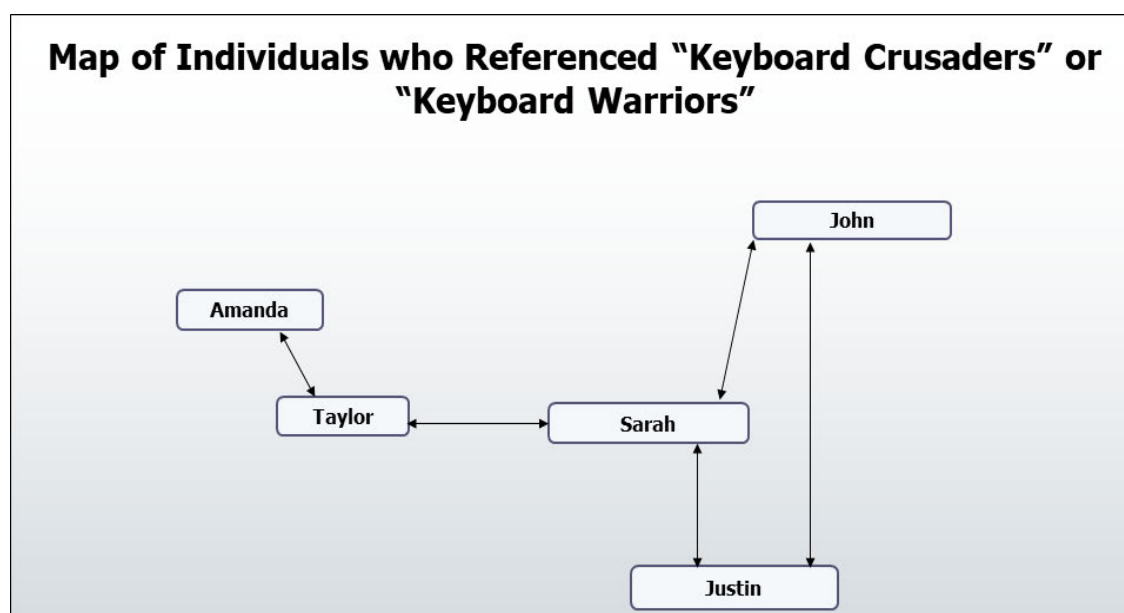 Map of Individuals who Referenced “Keyboard Crusaders” or
“Keyboard Warriors”
John
Amanda
Taylor
Sarah
Justin